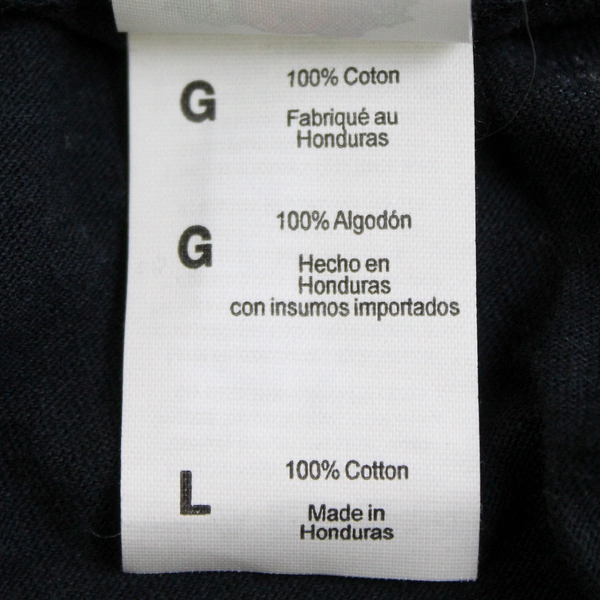 G
100% Coton
Fabriqué au
Honduras
G
100% Algodón
Hecho en
Honduras
con insumos importados
L
100% Cotton
Made in
Honduras